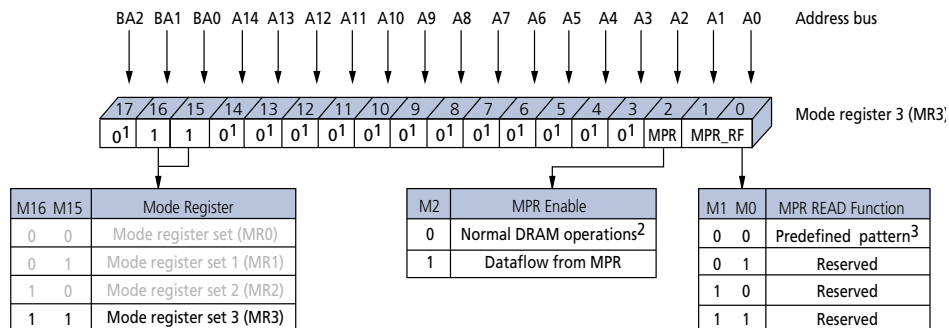 BA2 BA1 BA0 A14 A13 A12 A11 A10 A9 A8 A7 A6 A5 A4 A3 A2 A1 A0 Address bus
17 16 15 14 13 12 11 10 9 8 7 6 5 4 3 2 1 0 Mode register 3 (MR3)
0¹ 1 1 0¹ 0¹ 0¹ 0¹ 0¹ 0¹ 0¹ 0¹ 0¹ 0¹ 0¹ 0¹ MPR MPR_RF
M16 M15 Mode Register
0 0 Mode register set (MR0)
0 1 Mode register set 1 (MR1)
1 0 Mode register set 2 (MR2)
1 1 Mode register set 3 (MR3)
M2 MPR Enable
0 Normal DRAM operations²
1 Dataflow from MPR
M1 M0 MPR READ Function
0 0 Predefined pattern³
0 1 Reserved
1 0 Reserved
1 1 Reserved